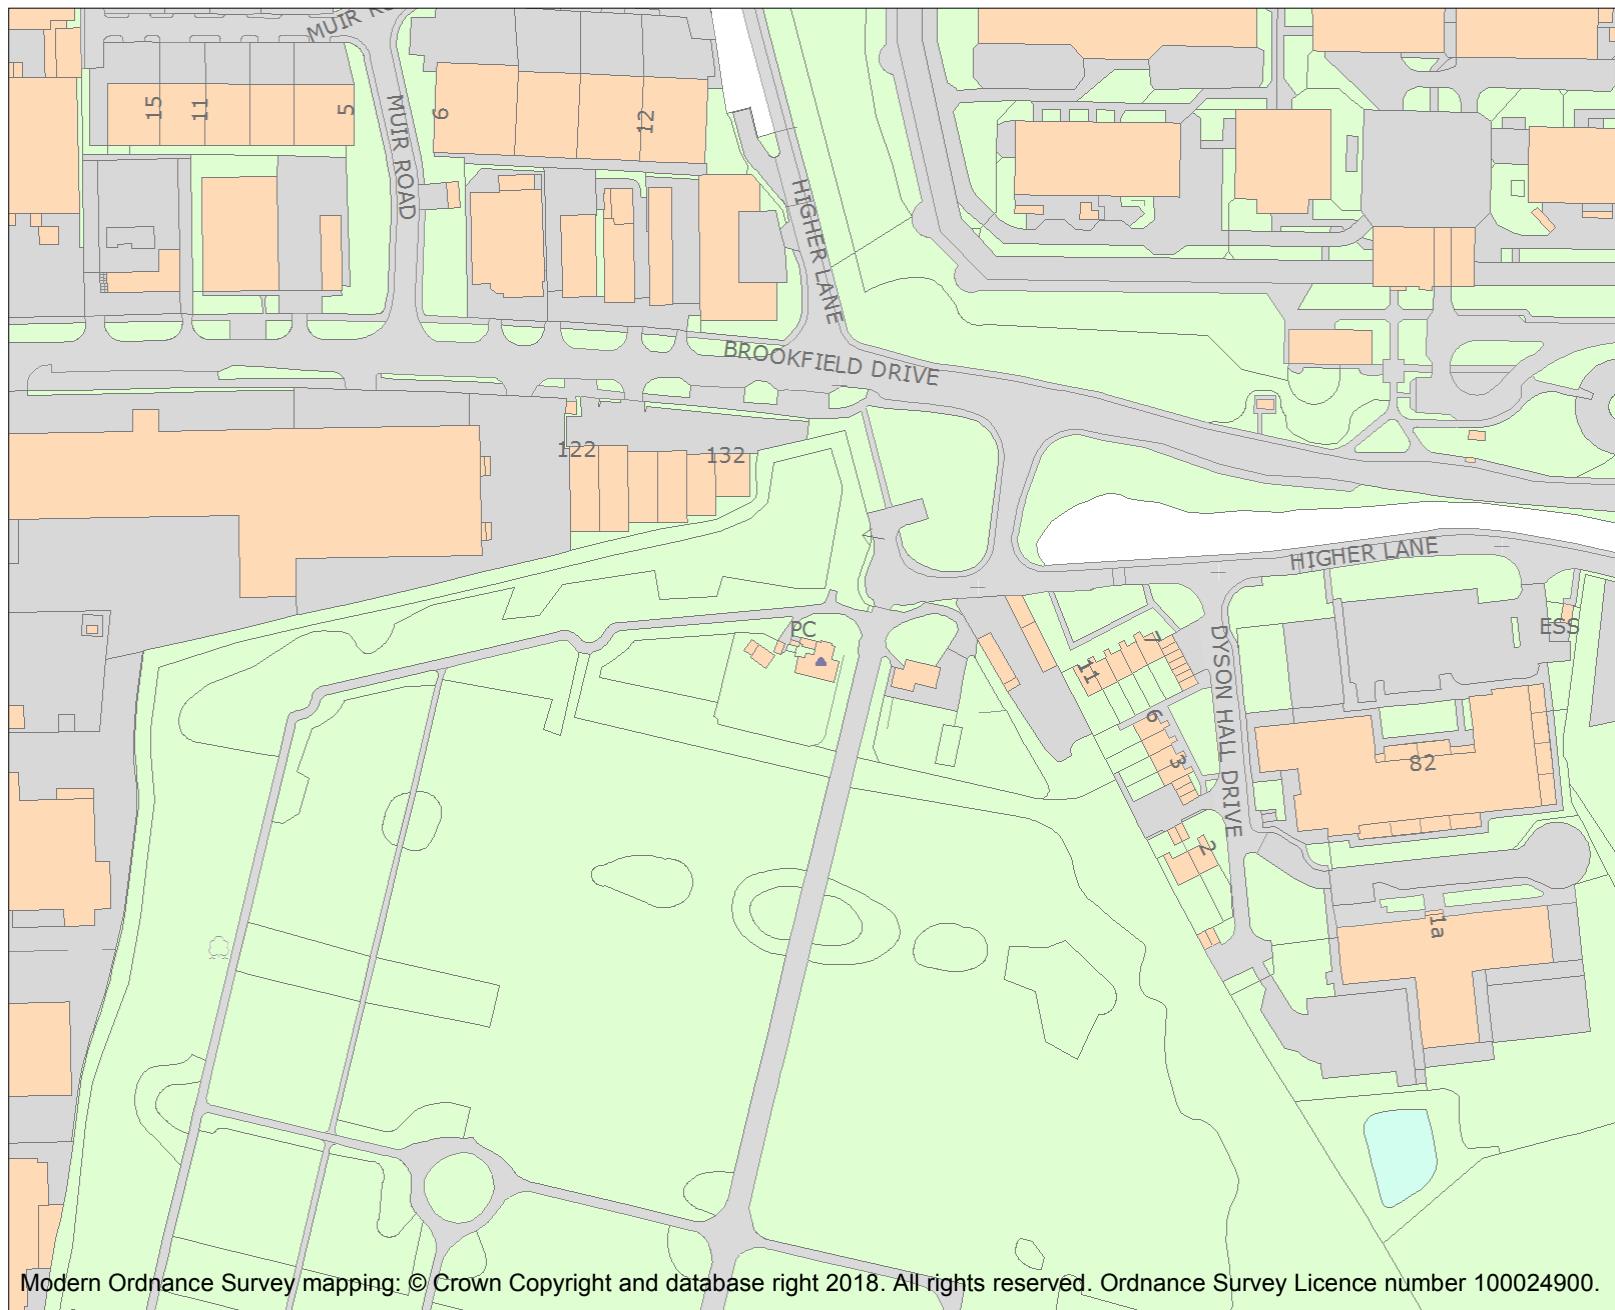 MUIR R
15
11
5
MUIR ROAD
6
12
HIGHER LANE
BROOKFIELD DRIVE
122
132
HIGHER LANE
PC
ESS
7
11
DYSON HALL DRIVE
6
3
82
2
1a
Modern Ordnance Survey mapping: © Crown Copyright and database right 2018. All rights reserved. Ordnance Survey Licence number 100024900.